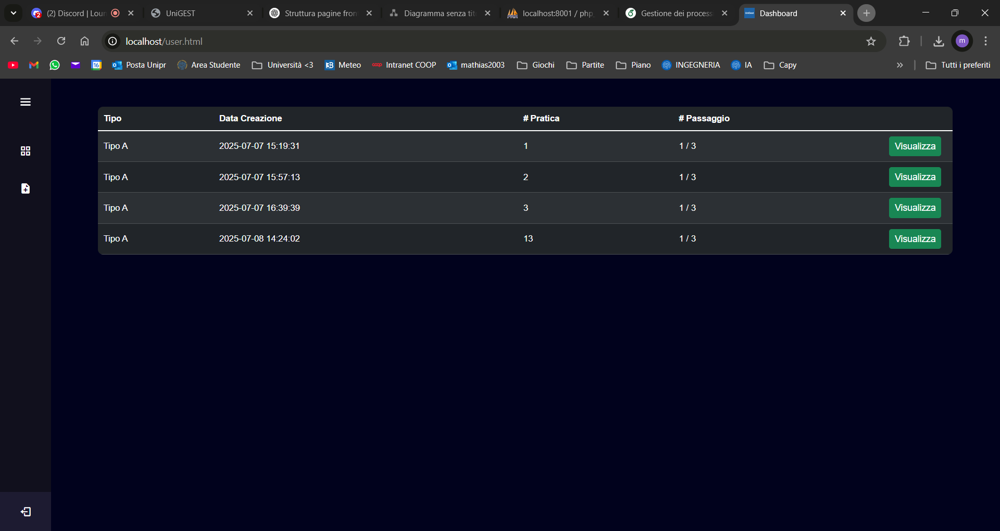 (2) Discord | Loun
UniGEST
Struttura pagine fron
Diagramma senza tit
localhost:8001 / php
Gestione dei process
Dashboard
localhost/user.html
m
16
Posta Unipr
Area Studente
Università <3
3B Meteo
coop Intranet COOP
mathias2003
Giochi
Partite
Piano
INGEGNERIA
IA
Capy
»
Tutti i preferiti
Tipo Data Creazione # Pratica # Passaggio
Tipo A 2025-07-07 15:19:31 1 1 / 3 Visualizza
Tipo A 2025-07-07 15:57:13 2 1 / 3 Visualizza
Tipo A 2025-07-07 16:39:39 3 1 / 3 Visualizza
Tipo A 2025-07-08 14:24:02 13 1 / 3 Visualizza